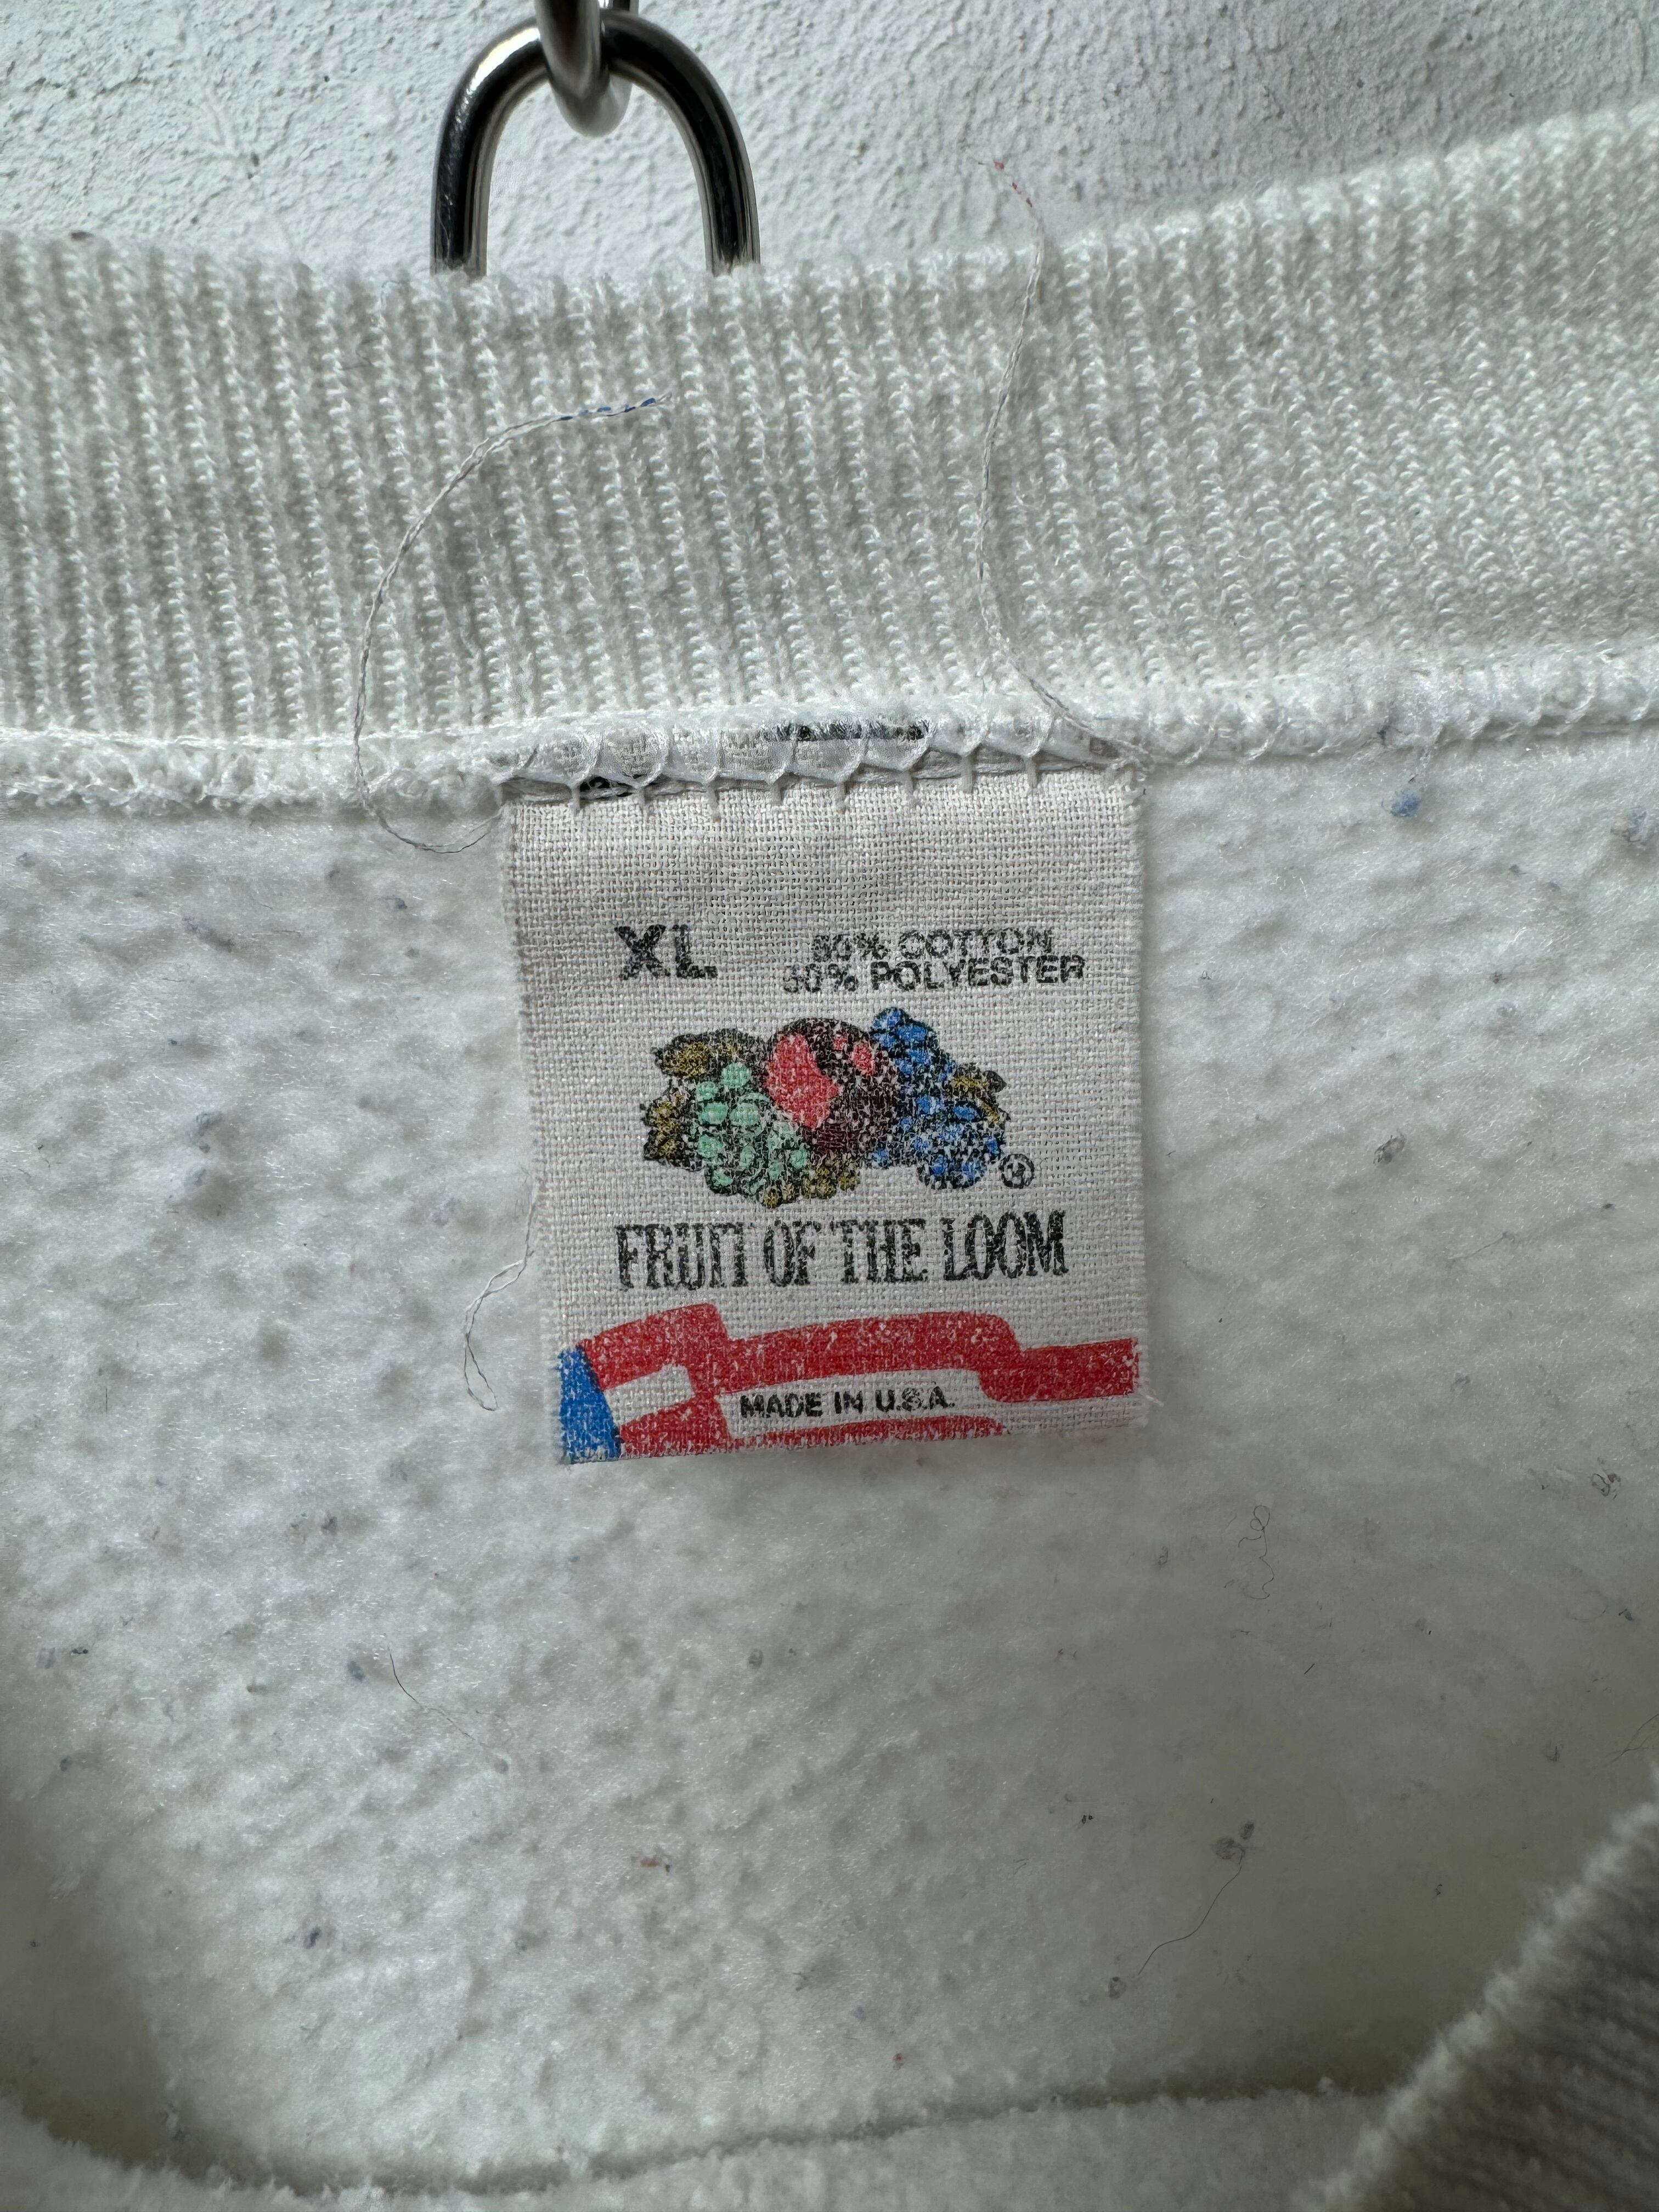 XL
50% COTTON
50% POLYESTER
®
FRUIT OF THE LOOM
MADE IN U.S.A.